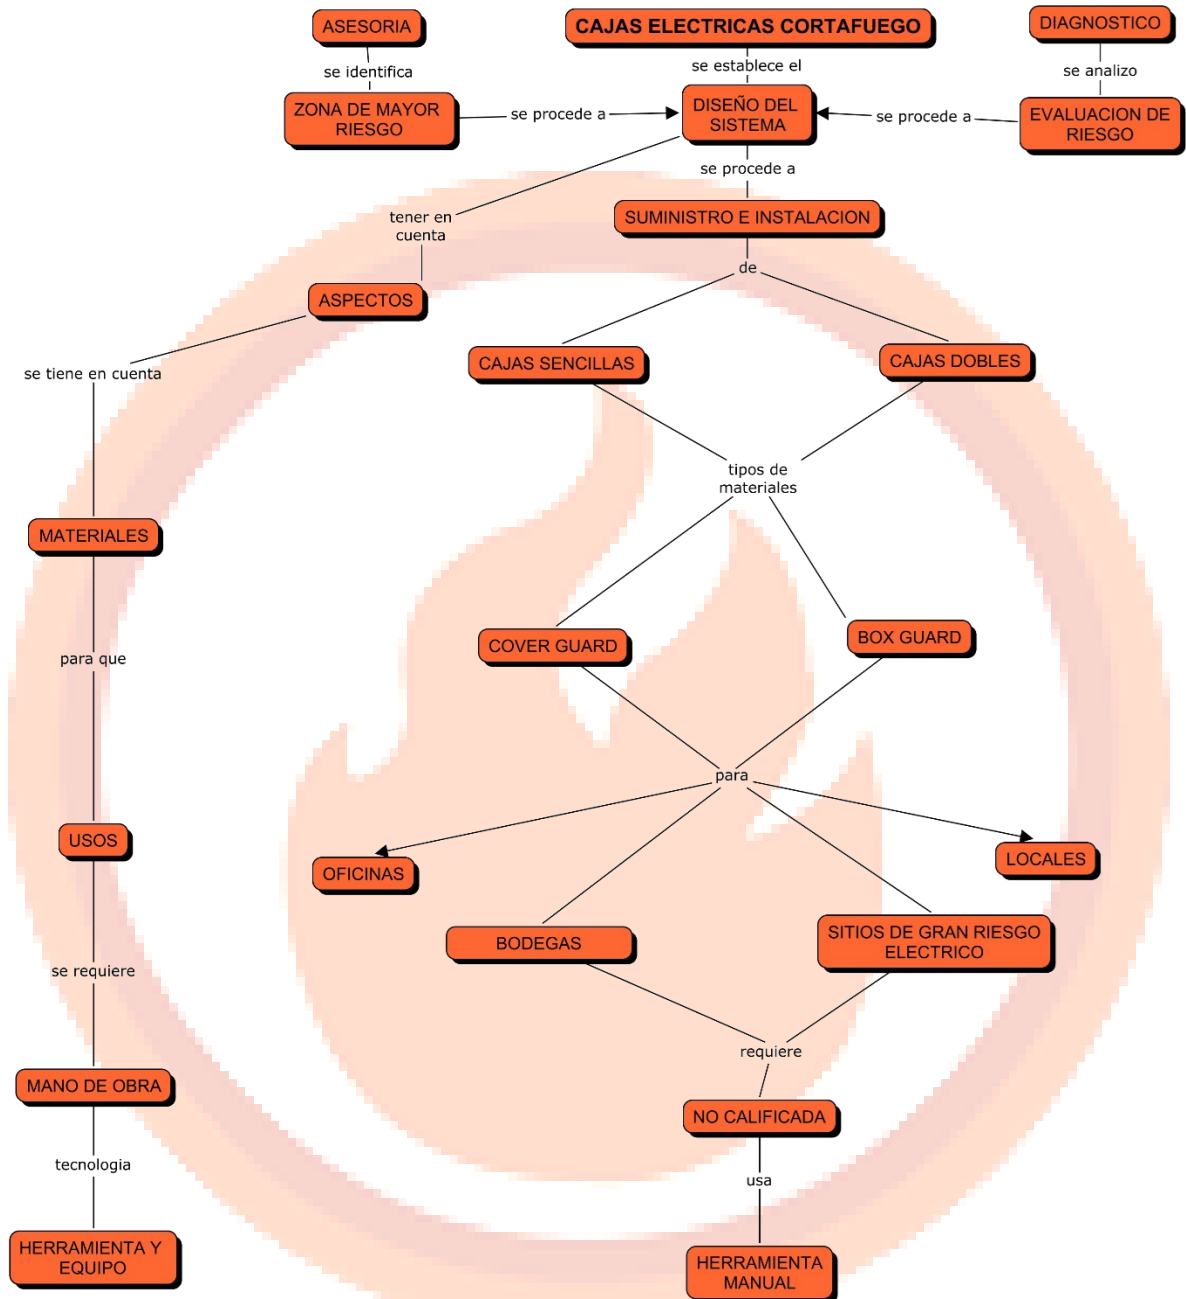 ASESORIA
CAJAS ELECTRICAS CORTAFUEGO
DIAGNOSTICO
se identifica
se establece el
se analizo
ZONA DE MAYOR
RIESGO
se procede a
DISEÑO DEL
SISTEMA
se procede a
EVALUACION DE
RIESGO
se procede a
tener en
cuenta
SUMINISTRO E INSTALACION
de
ASPECTOS
se tiene en cuenta
CAJAS SENCILLAS
CAJAS DOBLES
tipos de
materiales
MATERIALES
COVER GUARD
BOX GUARD
para que
para
USOS
OFICINAS
LOCALES
BODEGAS
SITIOS DE GRAN RIESGO
ELECTRICO
se requiere
requiere
MANO DE OBRA
NO CALIFICADA
tecnologia
usa
HERRAMIENTA Y
EQUIPO
HERRAMIENTA
MANUAL